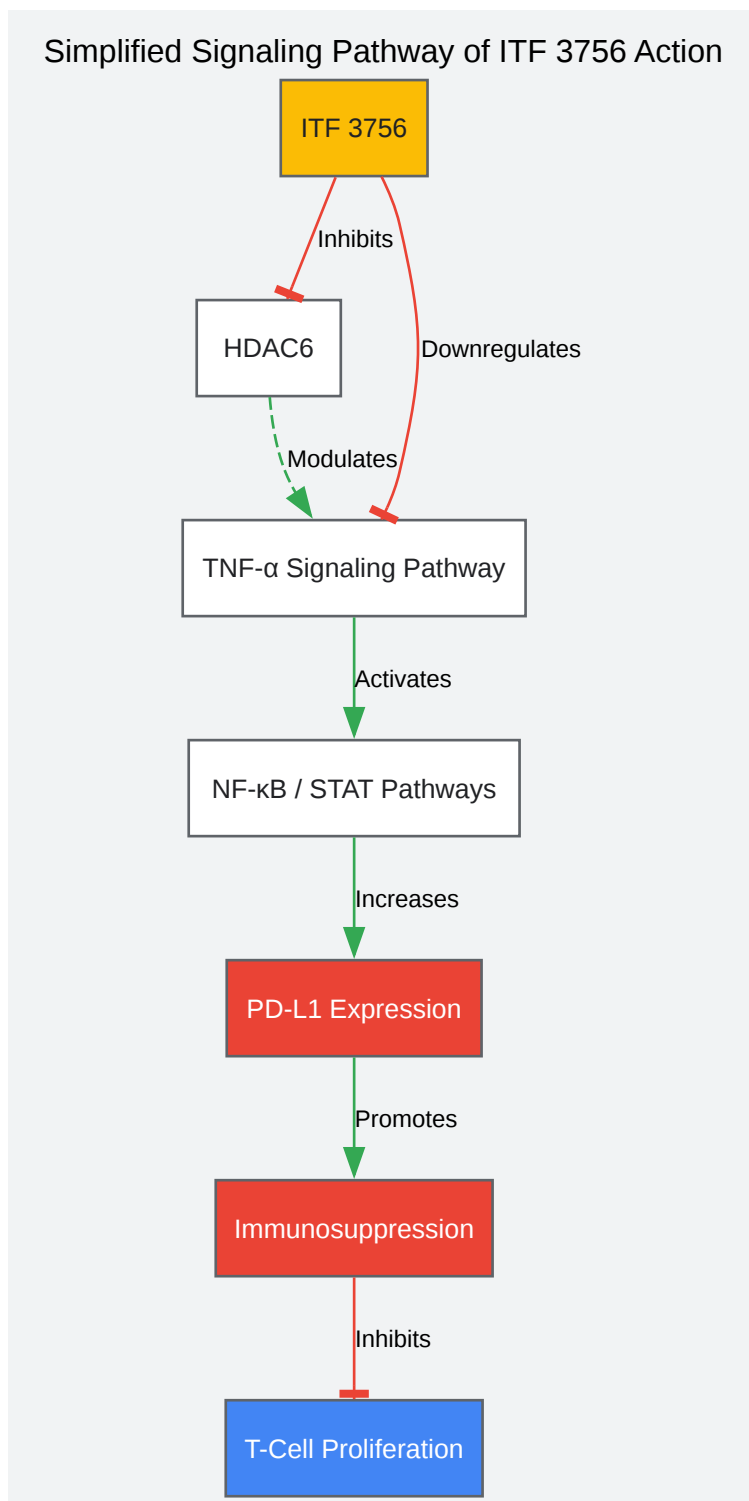 Simplified Signaling Pathway of ITF 3756 Action
ITF 3756
Inhibits
HDAC6
Downregulates
Modulates
TNF-α Signaling Pathway
Activates
NF-κB / STAT Pathways
Increases
PD-L1 Expression
Promotes
Immunosuppression
Inhibits
T-Cell Proliferation